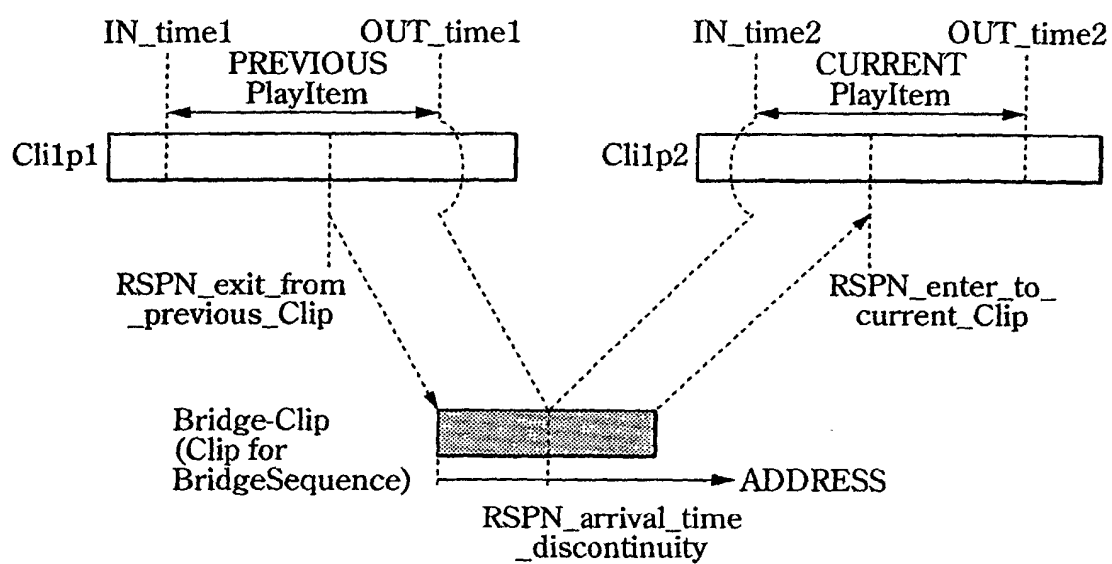 IN_time1
OUT_time1
PREVIOUS
PlayItem
Cli1p1
RSPN_exit_from
_previous_Clip
IN_time2
OUT_time2
CURRENT
PlayItem
Cli1p2
RSPN_enter_to_
current_Clip
Bridge-Clip
(Clip for
BridgeSequence)
ADDRESS
RSPN_arrival_time
_discontinuity